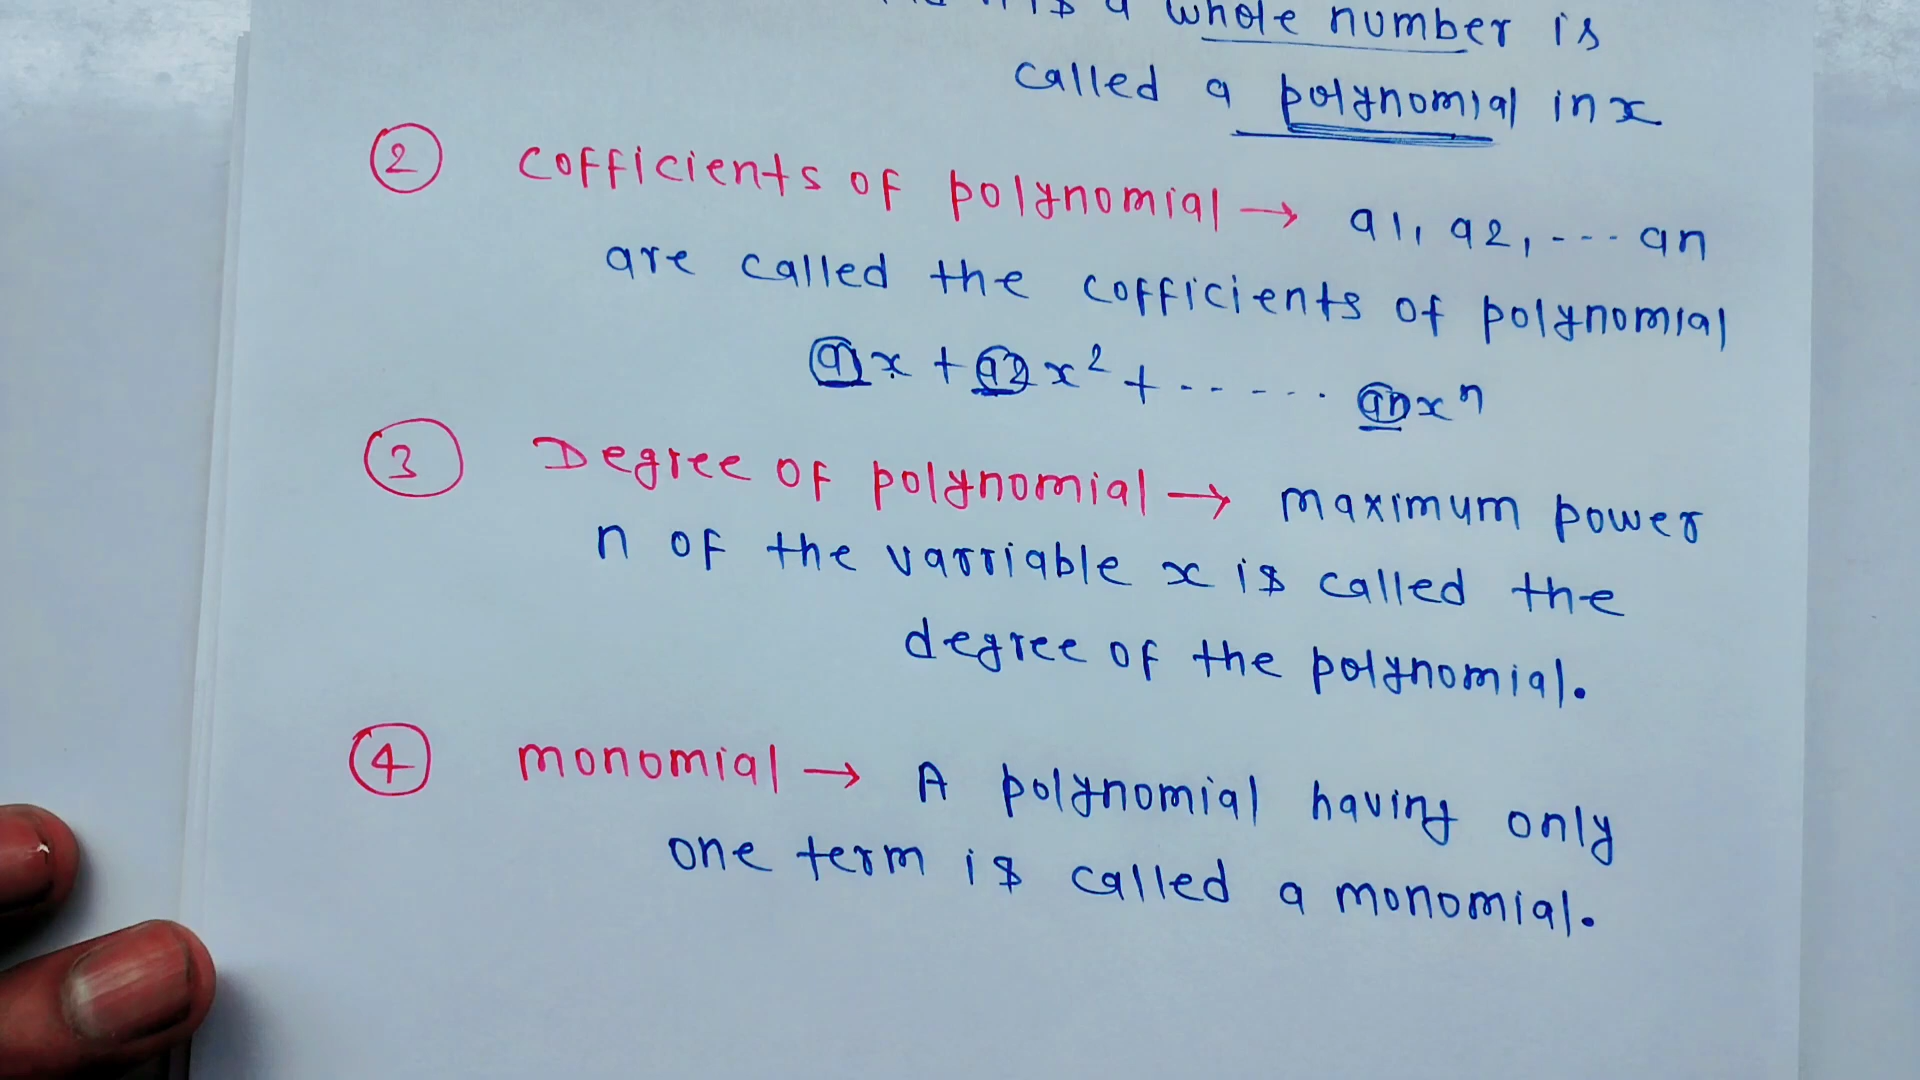 a whole number is
called a polynomial in x
2 cofficients of polynomial → a1, a2, --- an
are called the cofficients of polynomial
a1x + a2x² + - - - - - - anxⁿ
3 Degree of polynomial → maximum power
n of the varriable x is called the
degree of the polynomial.
4 monomial → A polynomial having only
one term is called a monomial.